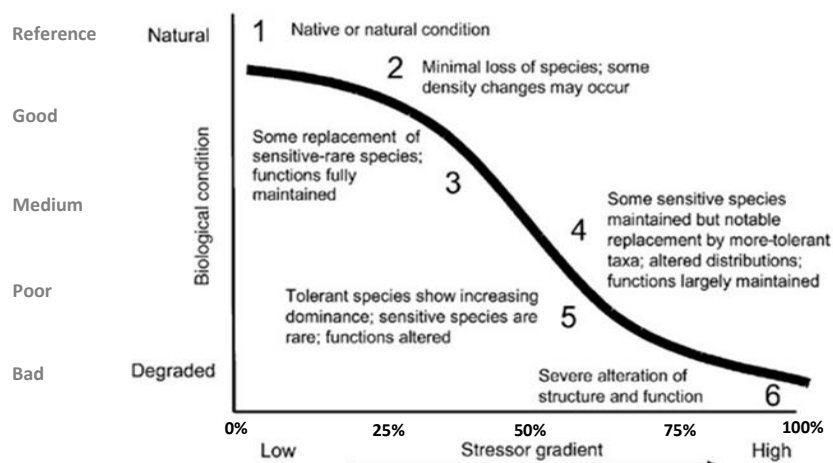 Reference
Natural
1
Native or natural condition
2
Minimal loss of species; some
density changes may occur
Good
Some replacement of
sensitive-rare species;
functions fully
maintained
3
Biological condition
Medium
Some sensitive species
maintained but notable
replacement by more-tolerant
taxa; altered distributions;
functions largely maintained
4
Poor
Tolerant species show increasing
dominance; sensitive species are
rare; functions altered
5
Bad
Degraded
Severe alteration of
structure and function
6
0%
25%
50%
75%
100%
Low
Stressor gradient
High